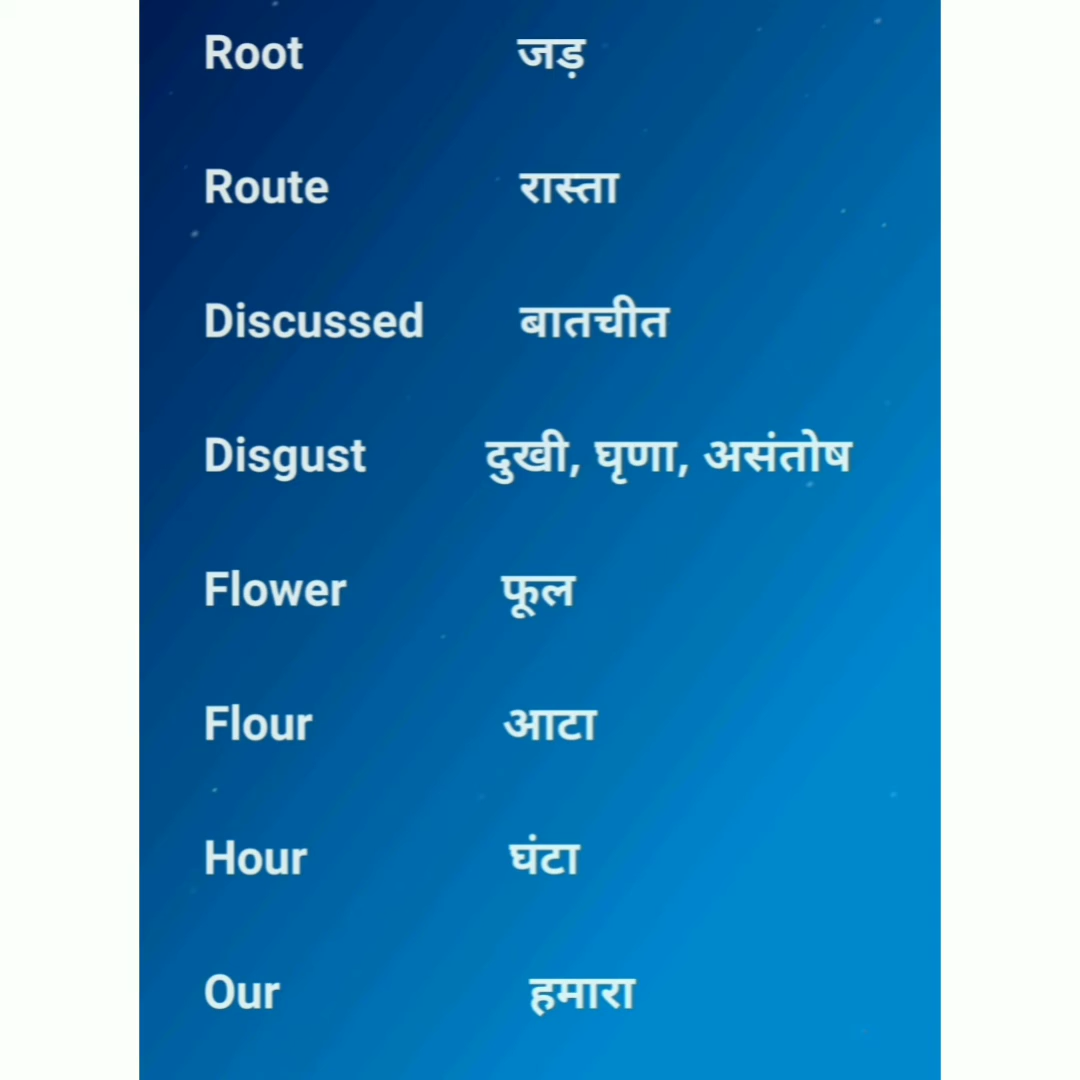 Root जड़
Route रास्ता
Discussed बातचीत
Disgust दुखी, घृणा, असंतोष
Flower फूल
Flour आटा
Hour घंटा
Our हमारा